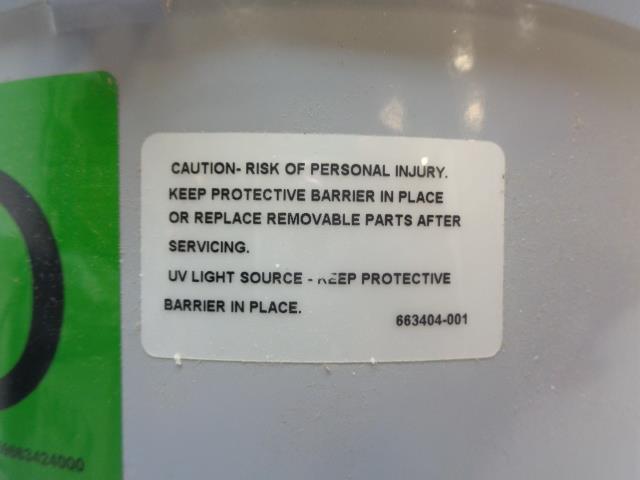 CAUTION- RISK OF PERSONAL INJURY.
KEEP PROTECTIVE BARRIER IN PLACE
OR REPLACE REMOVABLE PARTS AFTER
SERVICING.
UV LIGHT SOURCE - KEEP PROTECTIVE
BARRIER IN PLACE.
663404-001